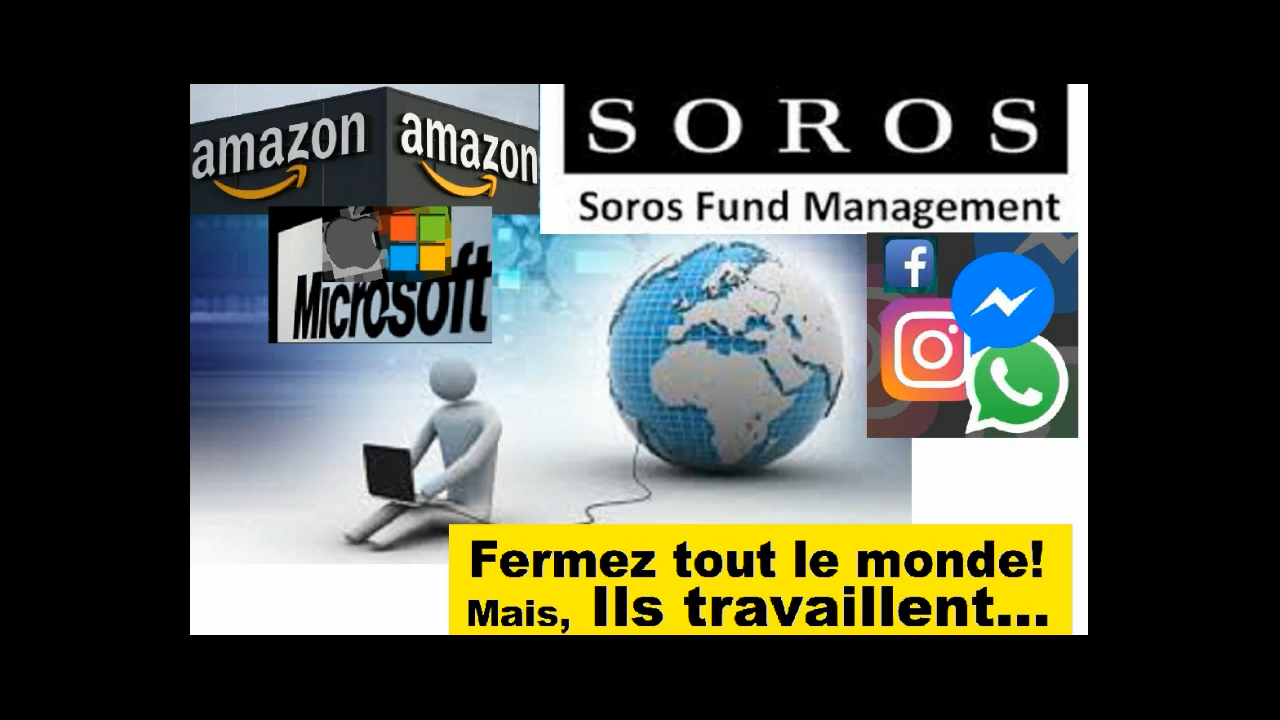 amazon amazon
SOROS
Soros Fund Management
Microsoft
f
Fermez tout le monde!
Mais, Ils travaillent...